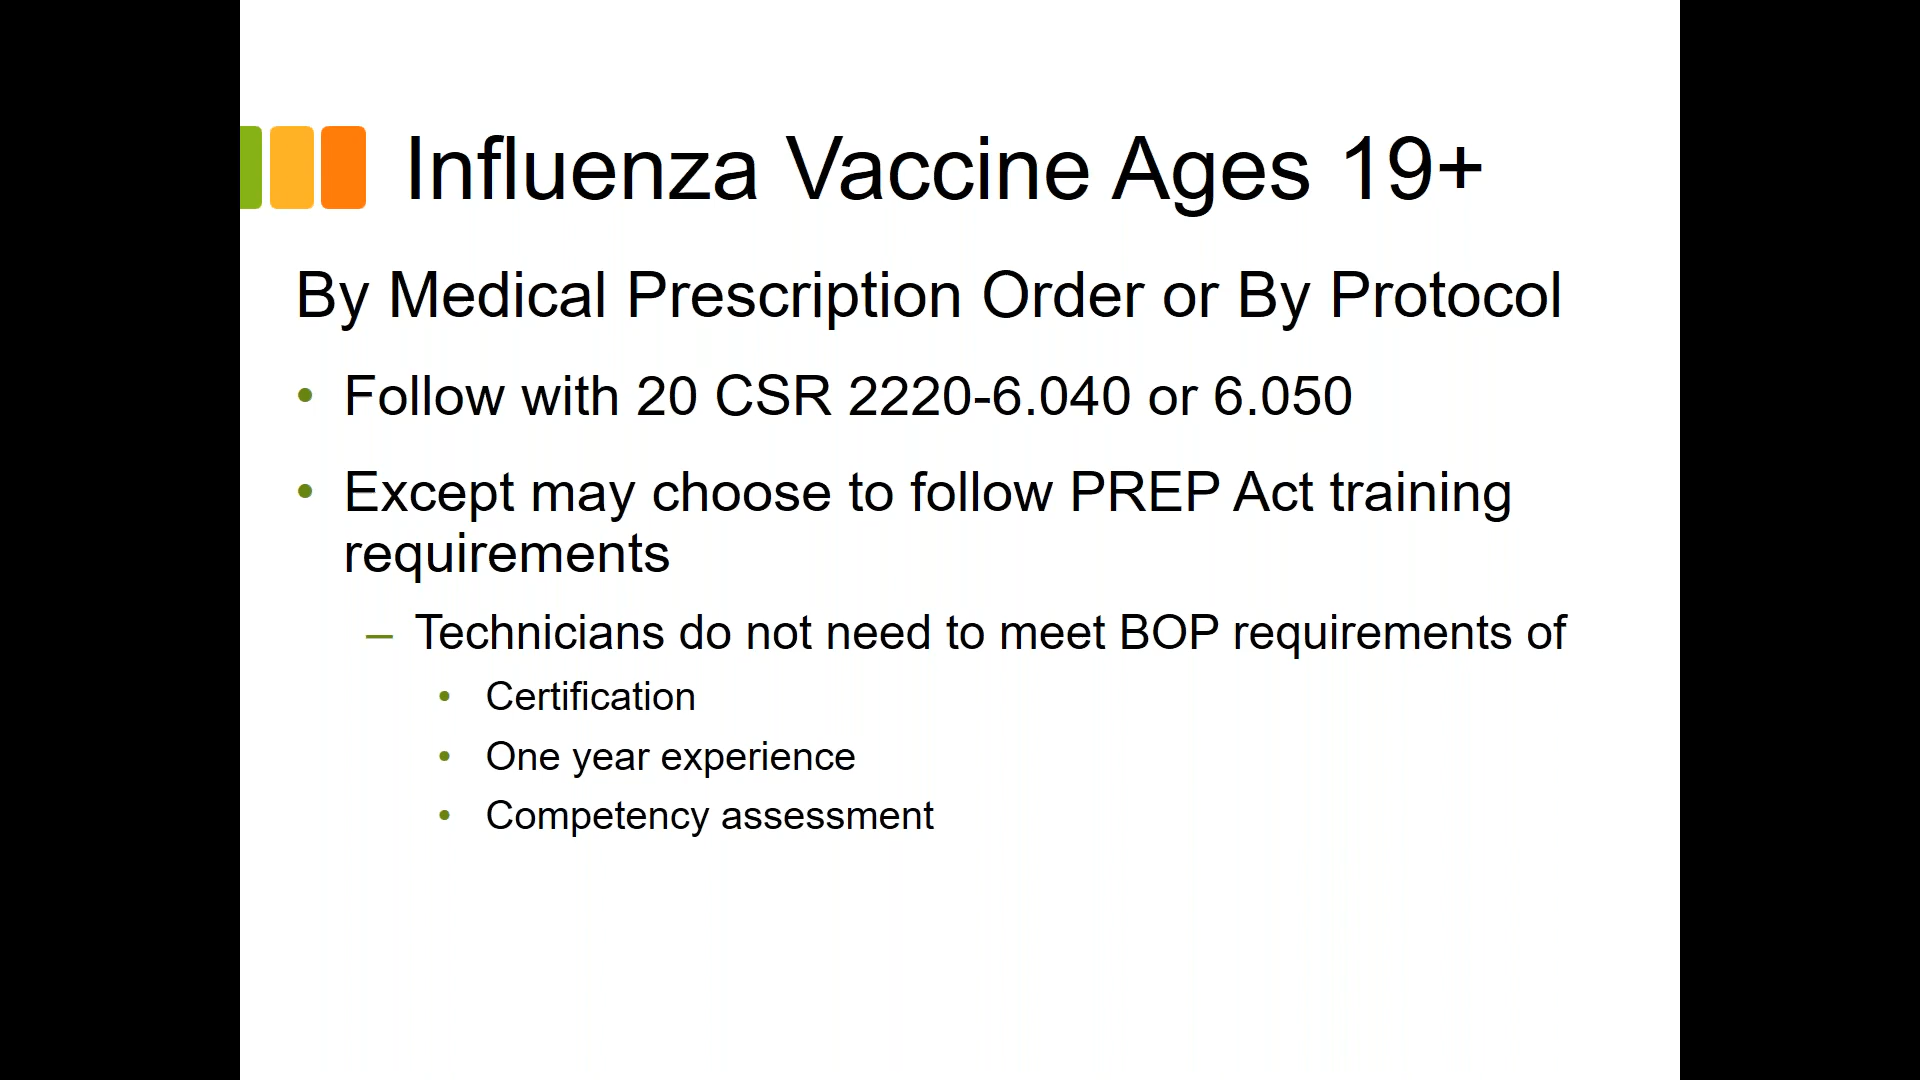 Influenza Vaccine Ages 19+
By Medical Prescription Order or By Protocol
• Follow with 20 CSR 2220-6.040 or 6.050
• Except may choose to follow PREP Act training
requirements
– Technicians do not need to meet BOP requirements of
• Certification
• One year experience
• Competency assessment